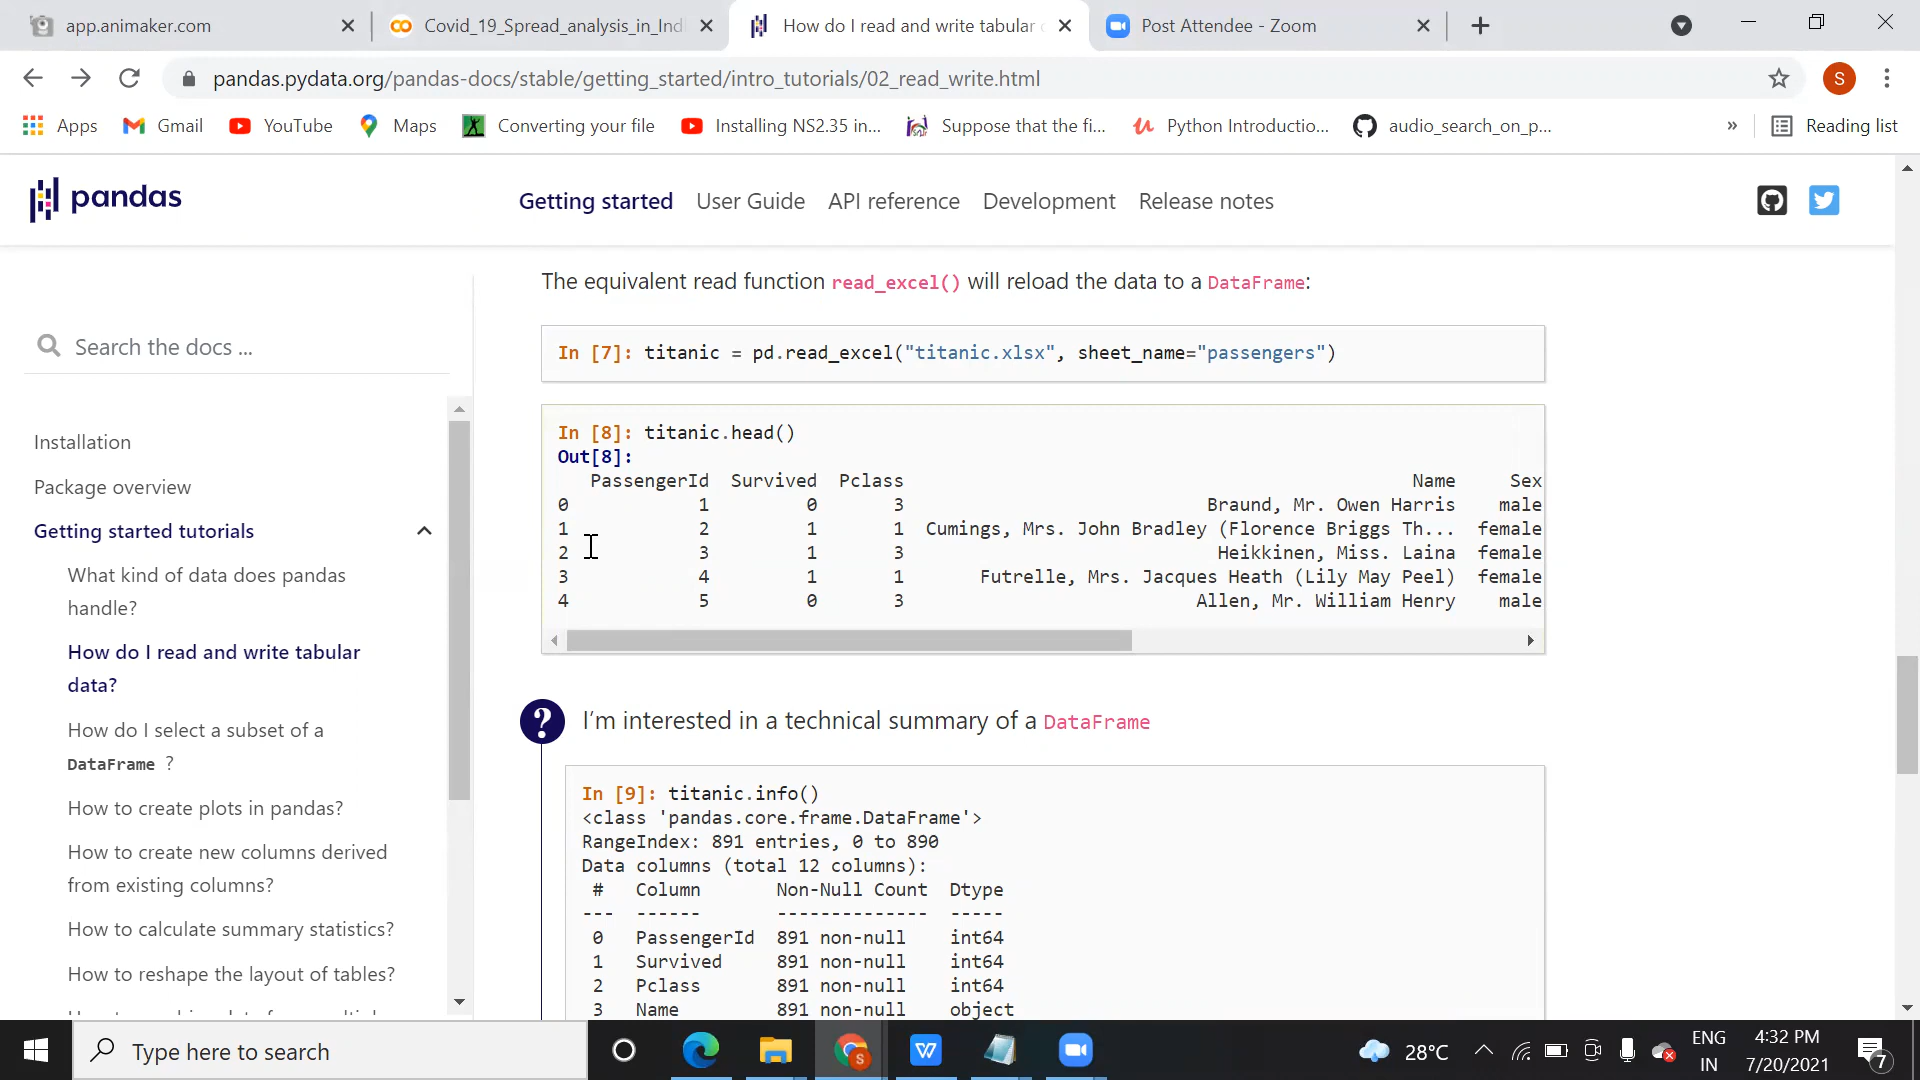 app.animaker.com
Covid_19_Spread_analysis_in_Indi
How do I read and write tabular
Post Attendee - Zoom
pandas.pydata.org/pandas-docs/stable/getting_started/intro_tutorials/02_read_write.html
S
Apps
Gmail
YouTube
Maps
Converting your file
Installing NS2.35 in...
Suppose that the fi...
Python Introductio...
audio_search_on_p...
»
Reading list
pandas
Getting started
User Guide
API reference
Development
Release notes
Search the docs ...
Installation
Package overview
Getting started tutorials
What kind of data does pandas
handle?
How do I read and write tabular
data?
How do I select a subset of a
DataFrame ?
How to create plots in pandas?
How to create new columns derived
from existing columns?
How to calculate summary statistics?
How to reshape the layout of tables?
The equivalent read function read_excel() will reload the data to a DataFrame:
In [7]: titanic = pd.read_excel("titanic.xlsx", sheet_name="passengers")
In [8]: titanic.head()
Out[8]:
PassengerId Survived Pclass Name Sex
0 1 0 3 Braund, Mr. Owen Harris male
1 2 1 1 Cumings, Mrs. John Bradley (Florence Briggs Th... female
2 3 1 3 Heikkinen, Miss. Laina female
3 4 1 1 Futrelle, Mrs. Jacques Heath (Lily May Peel) female
4 5 0 3 Allen, Mr. William Henry male
? I'm interested in a technical summary of a DataFrame
In [9]: titanic.info()
<class 'pandas.core.frame.DataFrame'>
RangeIndex: 891 entries, 0 to 890
Data columns (total 12 columns):
# Column Non-Null Count Dtype
--- ------ -------------- -----
0 PassengerId 891 non-null int64
1 Survived 891 non-null int64
2 Pclass 891 non-null int64
3 Name 891 non-null object
Type here to search
S
W
28°C
ENG
IN
4:32 PM
7/20/2021
7